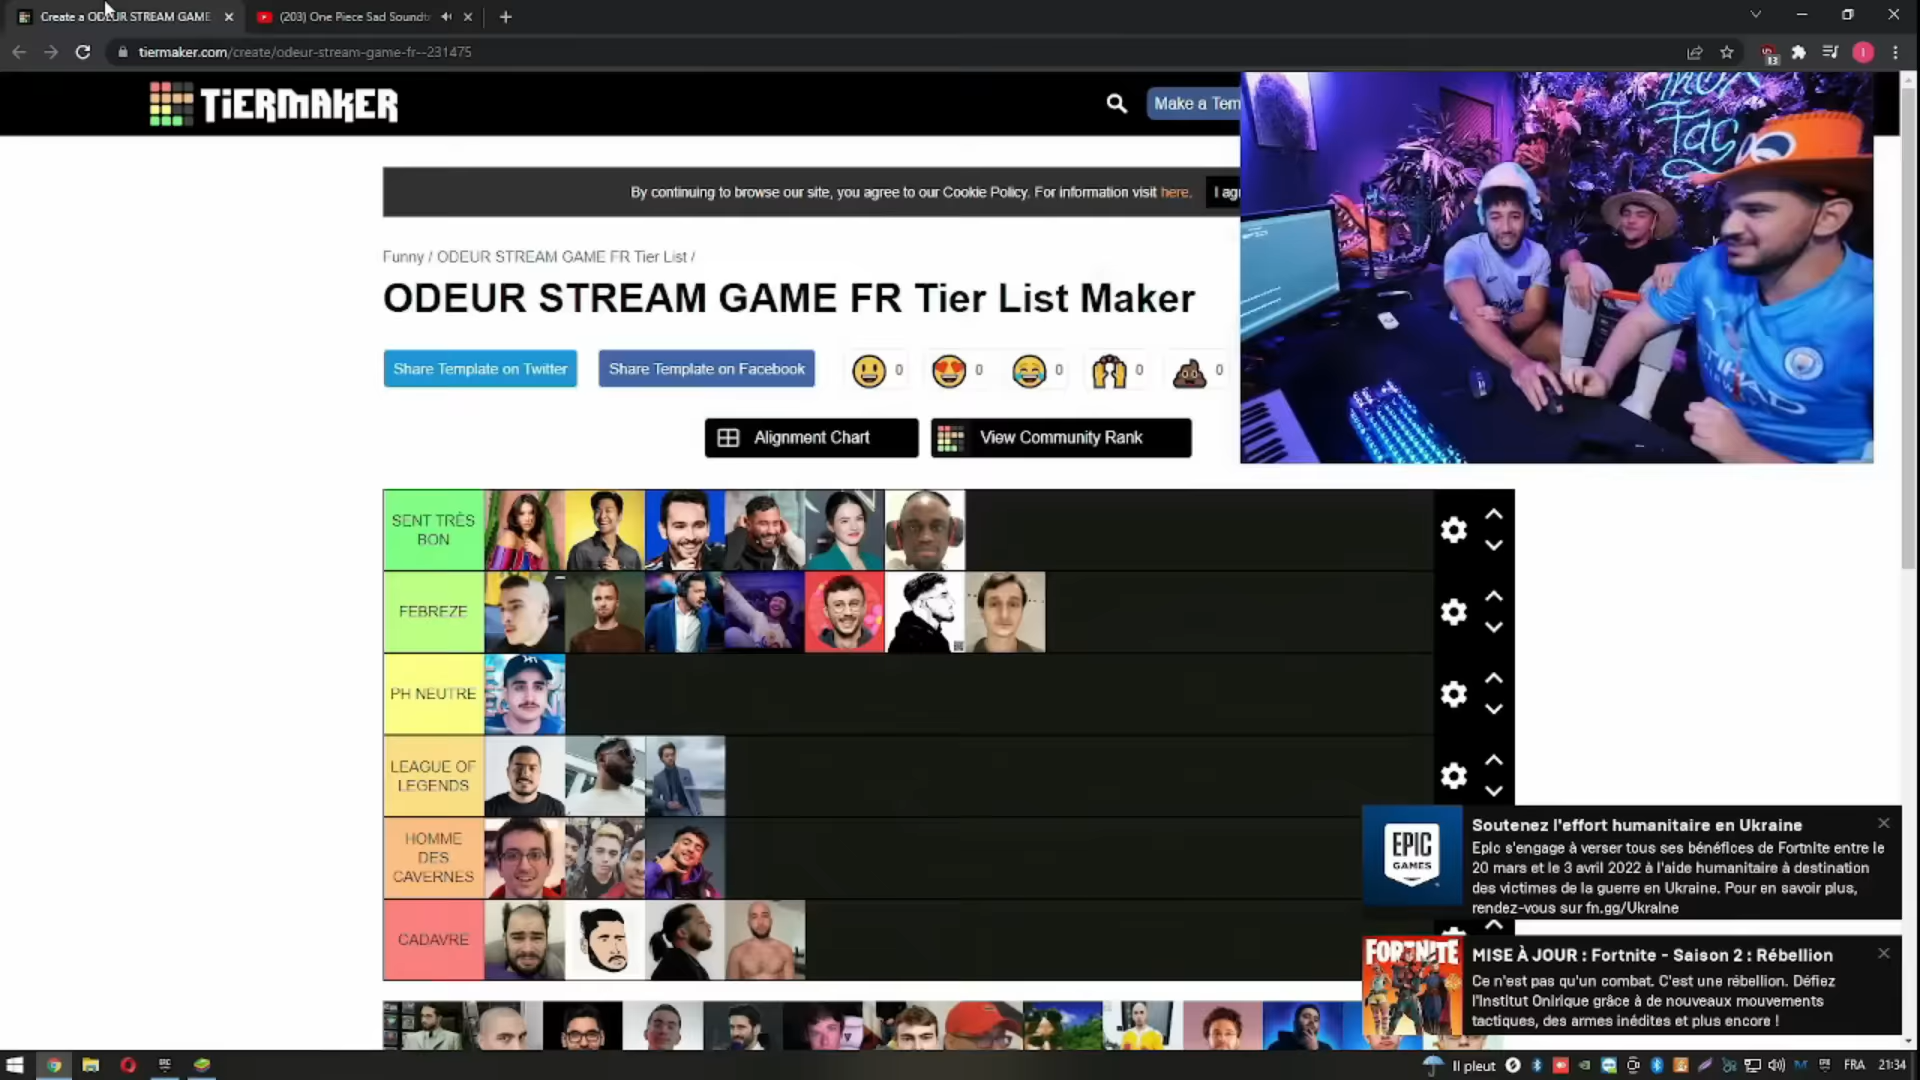 Create a ODEUR STREAM GAME
(203) One Piece Sad Soundtr
tiermaker.com/create/odeur-stream-game-fr--231475
13
I
TIERMAKER
Make a Tem
By continuing to browse our site, you agree to our Cookie Policy. For information visit here.
I agr
Funny / ODEUR STREAM GAME FR Tier List /
ODEUR STREAM GAME FR Tier List Maker
Share Template on Twitter
Share Template on Facebook
0
0
0
0
0
Alignment Chart
View Community Rank
SENT TRÈS
BON
FEBREZE
PH NEUTRE
LEAGUE OF
LEGENDS
HOMME
DES
CAVERNES
CADAVRE
Tag
ETIHAD
EPIC
GAMES
Soutenez l'effort humanitaire en Ukraine
Epic s'engage à verser tous ses bénéfices de Fortnite entre le
20 mars et le 3 avril 2022 à l'aide humanitaire à destination
des victimes de la guerre en Ukraine. Pour en savoir plus,
rendez-vous sur fn.gg/Ukraine
FORTNITE
MISE À JOUR : Fortnite - Saison 2 : Rébellion
Ce n'est pas qu'un combat. C'est une rébellion. Défiez
l'Institut Onirique grâce à de nouveaux mouvements
tactiques, des armes inédites et plus encore !
Il pleut
FRA
21:34